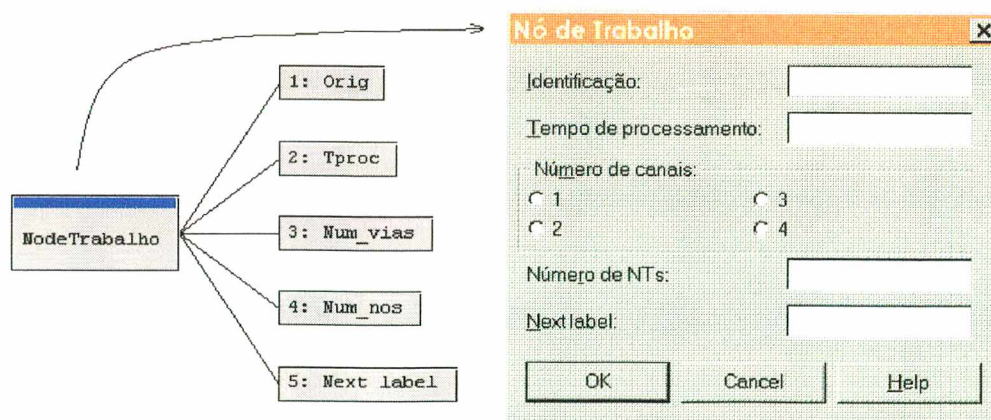 1: Orig
2: Tproc
NodeTrabalho
3: Num_vias
4: Num_nos
5: Next label
Nó de Trabalho
Identificação:
Tempo de processamento:
Número de canais:
1
3
2
4
Número de NTs:
Next label:
OK
Cancel
Help